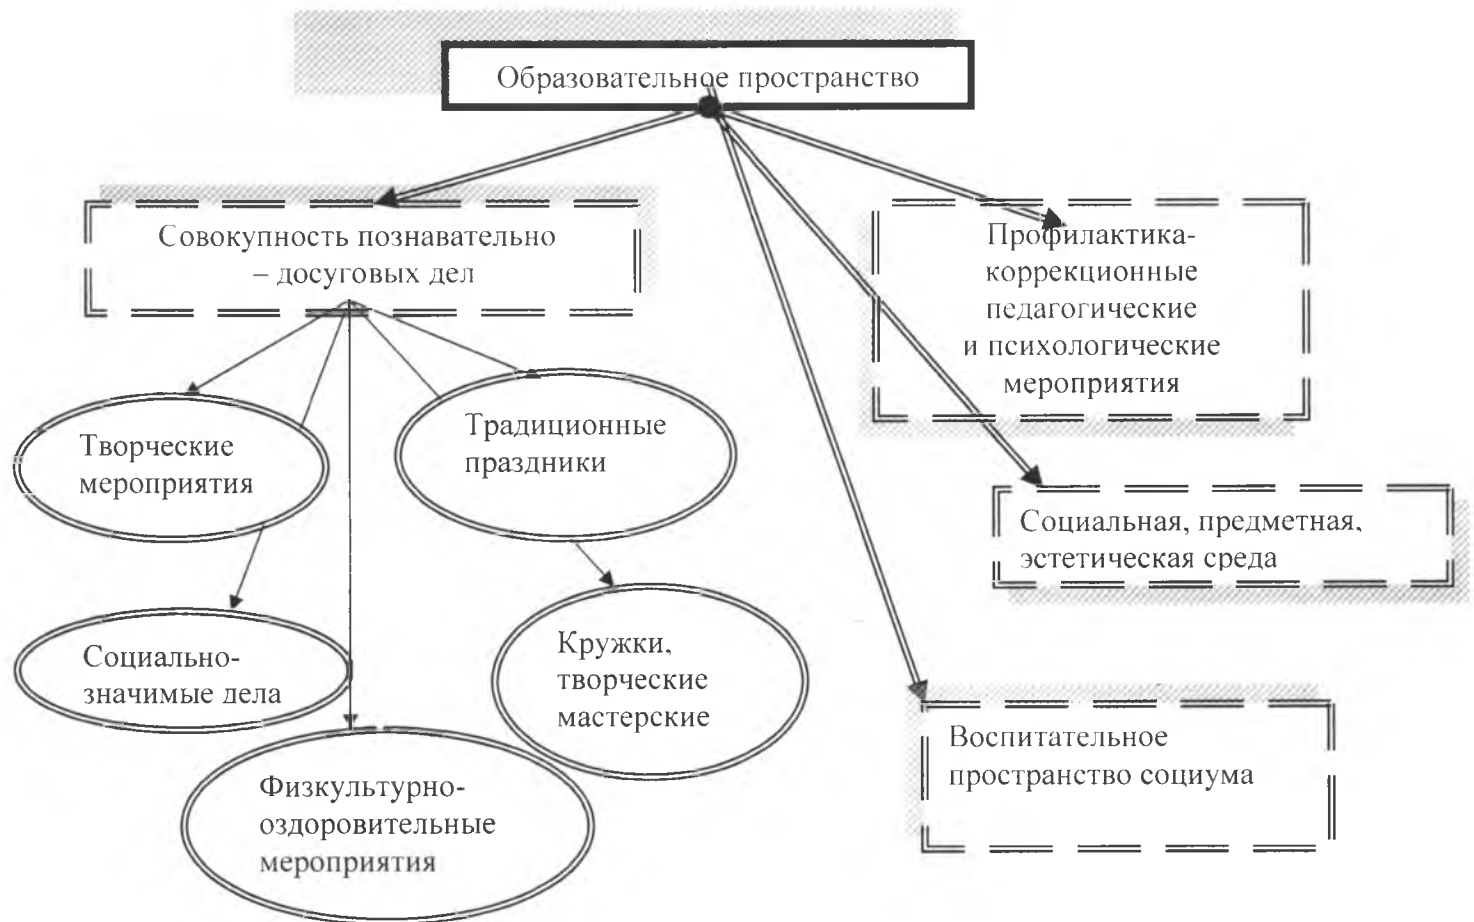 Образовательное пространство
Совокупность познавательно
– досуговых дел
Профилактика-
коррекционные
педагогические
и психологические
мероприятия
Творческие
мероприятия
Традиционные
праздники
Социальная, предметная,
эстетическая среда
Социально-
значимые дела
Кружки,
творческие
мастерские
Воспитательное
пространство социума
Физкультурно-
оздоровительные
мероприятия